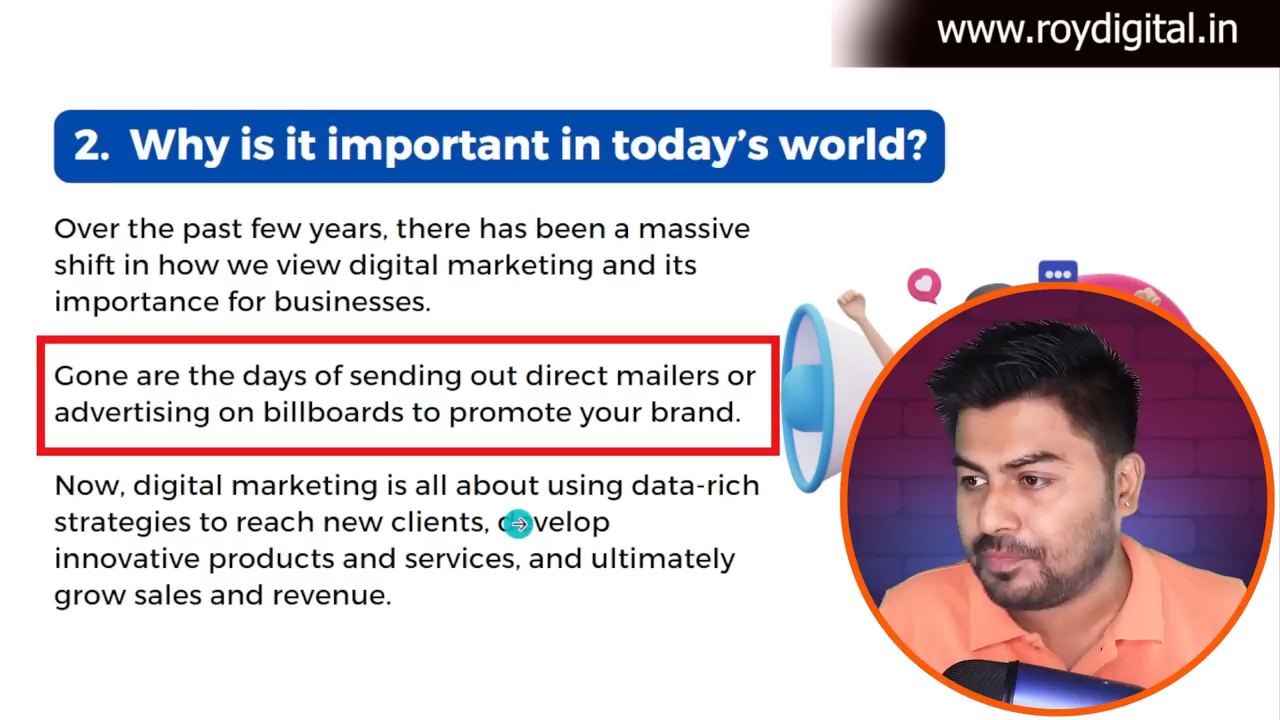 www.roydigital.in
2. Why is it important in today's world?
Over the past few years, there has been a massive
shift in how we view digital marketing and its
importance for businesses.
Gone are the days of sending out direct mailers or
advertising on billboards to promote your brand.
Now, digital marketing is all about using data-rich
strategies to reach new clients, develop
innovative products and services, and ultimately
grow sales and revenue.